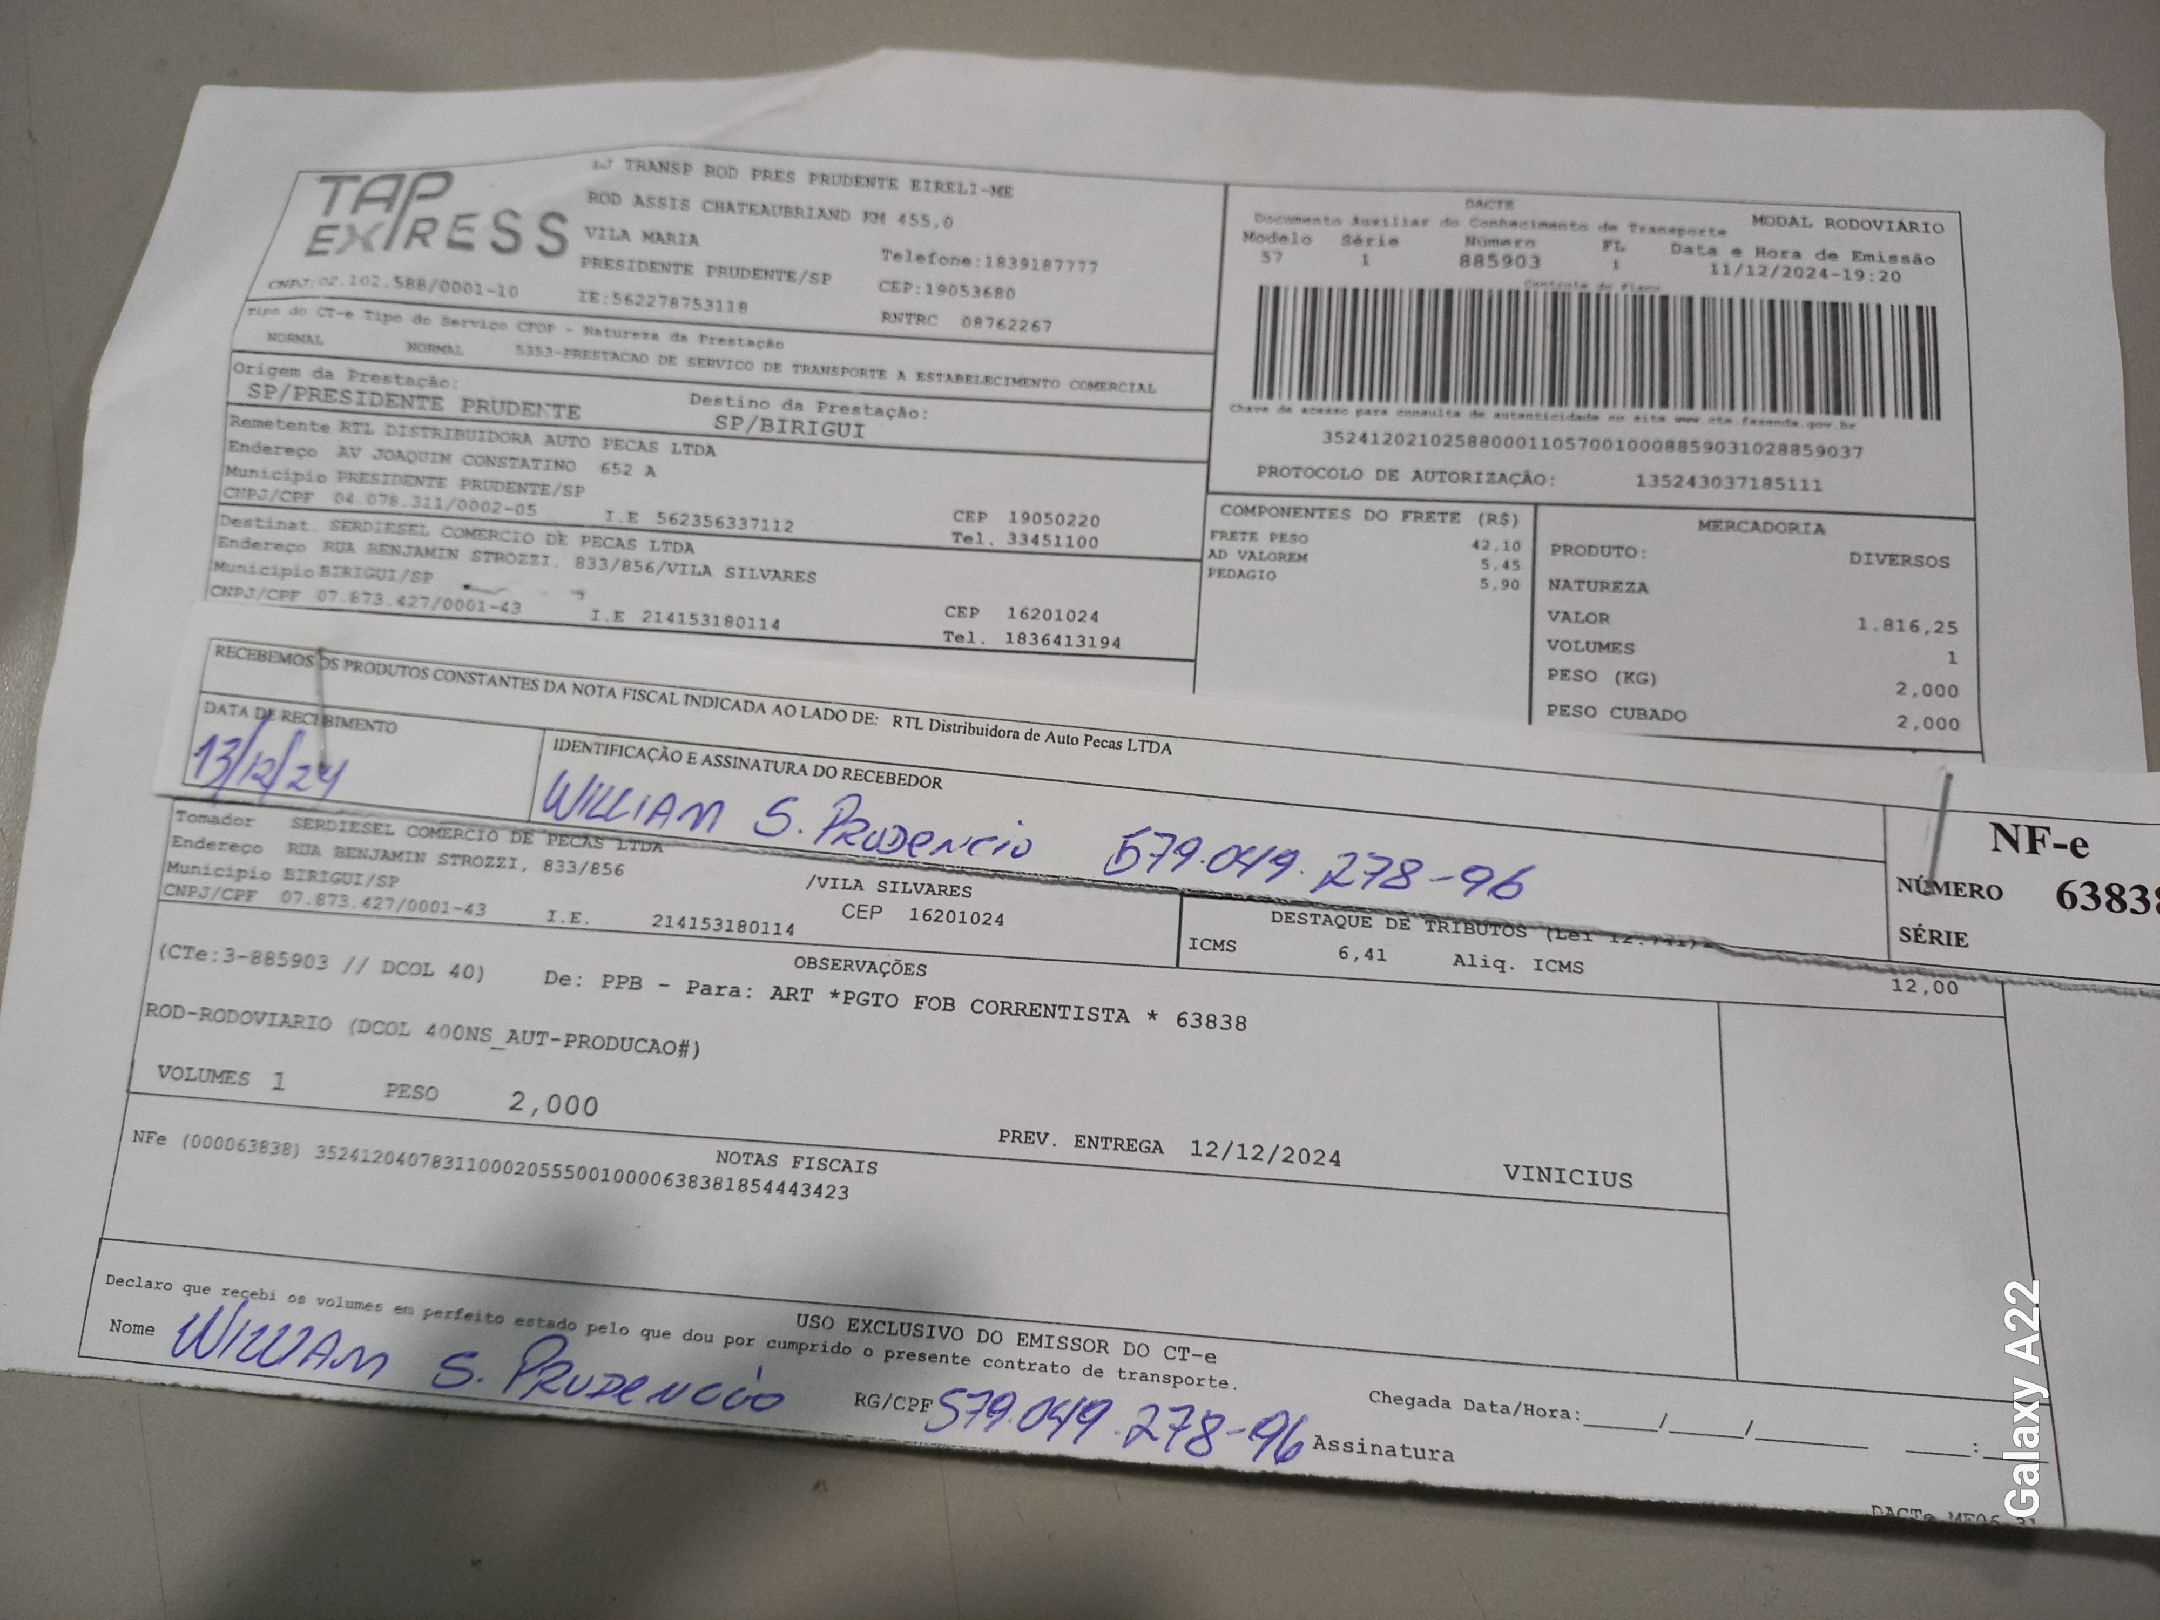 TAP EXPRESS
LJ TRANSP ROD PRES PRUDENTE EIRELI-ME
ROD ASSIS CHATEAUBRIAND KM 455,0
VILA MARIA
PRESIDENTE PRUDENTE/SP
Telefone:1839187777
CEP:19053680
CNPJ:02.102.588/0001-10 IE:562278753118 RNTRC 08762267
Tipo do CT-e Tipo do Serviço CFOP - Natureza da Prestação
NORMAL NORMAL 5353-PRESTACAO DE SERVICO DE TRANSPORTE A ESTABELECIMENTO COMERCIAL
Origem da Prestação: Destino da Prestação:
SP/PRESIDENTE PRUDENTE SP/BIRIGUI
Remetente RTL DISTRIBUIDORA AUTO PECAS LTDA
Endereço AV JOAQUIM CONSTATINO 652 A
Municipio PRESIDENTE PRUDENTE/SP CEP 19050220
CNPJ/CPF 04.078.311/0002-05 I.E 562356337112 Tel. 33451100
Destinat. SERDIESEL COMERCIO DE PECAS LTDA
Endereço RUA BENJAMIN STROZZI, 833/856/VILA SILVARES
Municipio BIRIGUI/SP CEP 16201024
CNPJ/CPF 07.873.427/0001-43 I.E 214153180114 Tel. 1836413194
DACTE
Documento Auxiliar do Conhecimento de Transporte MODAL RODOVIÁRIO
Modelo Série Número FL Data e Hora de Emissão
57 1 885903 1 11/12/2024-19:20
Controle do Fisco
Chave de acesso para consulta de autenticidade no site www.cte.fazenda.gov.br
35241202102588000110570010008859031028859037
PROTOCOLO DE AUTORIZAÇÃO: 135243037185111
COMPONENTES DO FRETE (R$)
FRETE PESO 42,10
AD VALOREM 5,45
PEDAGIO 5,90
MERCADORIA
PRODUTO: DIVERSOS
NATUREZA
VALOR 1.816,25
VOLUMES 1
PESO (KG) 2,000
PESO CUBADO 2,000
RECEBEMOS OS PRODUTOS CONSTANTES DA NOTA FISCAL INDICADA AO LADO DE: RTL Distribuidora de Auto Pecas LTDA
DATA DE RECEBIMENTO IDENTIFICAÇÃO E ASSINATURA DO RECEBEDOR
13/12/24 WILLIAM S. PRUDENCIO 579.049.278-96
NF-e
NÚMERO 63838
SÉRIE
Tomador SERDIESEL COMERCIO DE PECAS LTDA
Endereço RUA BENJAMIN STROZZI, 833/856 /VILA SILVARES
Municipio BIRIGUI/SP CEP 16201024
CNPJ/CPF 07.873.427/0001-43 I.E. 214153180114
DESTAQUE DE TRIBUTOS (Lei
ICMS 6,41 Aliq. ICMS 12,00
OBSERVAÇÕES
(CTe:3-885903 // DCOL 40) De: PPB - Para: ART *PGTO FOB CORRENTISTA * 63838
ROD-RODOVIARIO (DCOL 400NS_AUT-PRODUCAO#)
VOLUMES 1 PESO 2,000 PREV. ENTREGA 12/12/2024 VINICIUS
NOTAS FISCAIS
NFe (000063838) 35241204078311000205550010000638381854443423
USO EXCLUSIVO DO EMISSOR DO CT-e
Declaro que recebi os volumes em perfeito estado pelo que dou por cumprido o presente contrato de transporte.
Nome WILLIAM S. PRUDENCIO RG/CPF 579.049.278-96 Assinatura
Chegada Data/Hora:____/____/______ ____:____
Galaxy A22